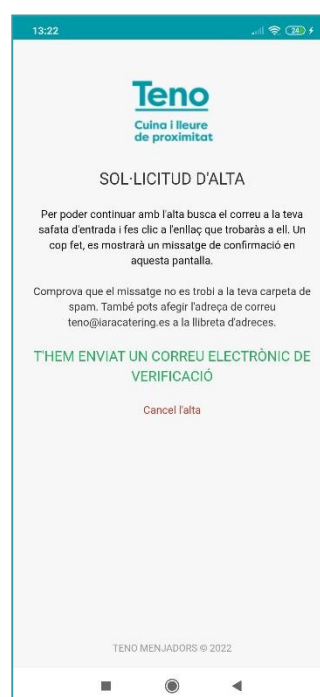 13:22
24
Teno
Cuina i lleure
de proximitat
SOL·LICITUD D'ALTA
Per poder continuar amb l'alta busca el correu a la teva
safata d'entrada i fes clic a l'enllaç que trobaràs a ell. Un
cop fet, es mostrarà un missatge de confirmación en
aquesta pantalla.
Comprova que el missatge no es trobi a la teva carpeta de
spam. També pots afegir l'adreça de correu
teno@iaracatering.es a la llibreta d'adreces.
T'HEM ENVIAT UN CORREU ELECTRÒNIC DE
VERIFICACIÓ
Cancel l'alta
TENO MENJADORS © 2022